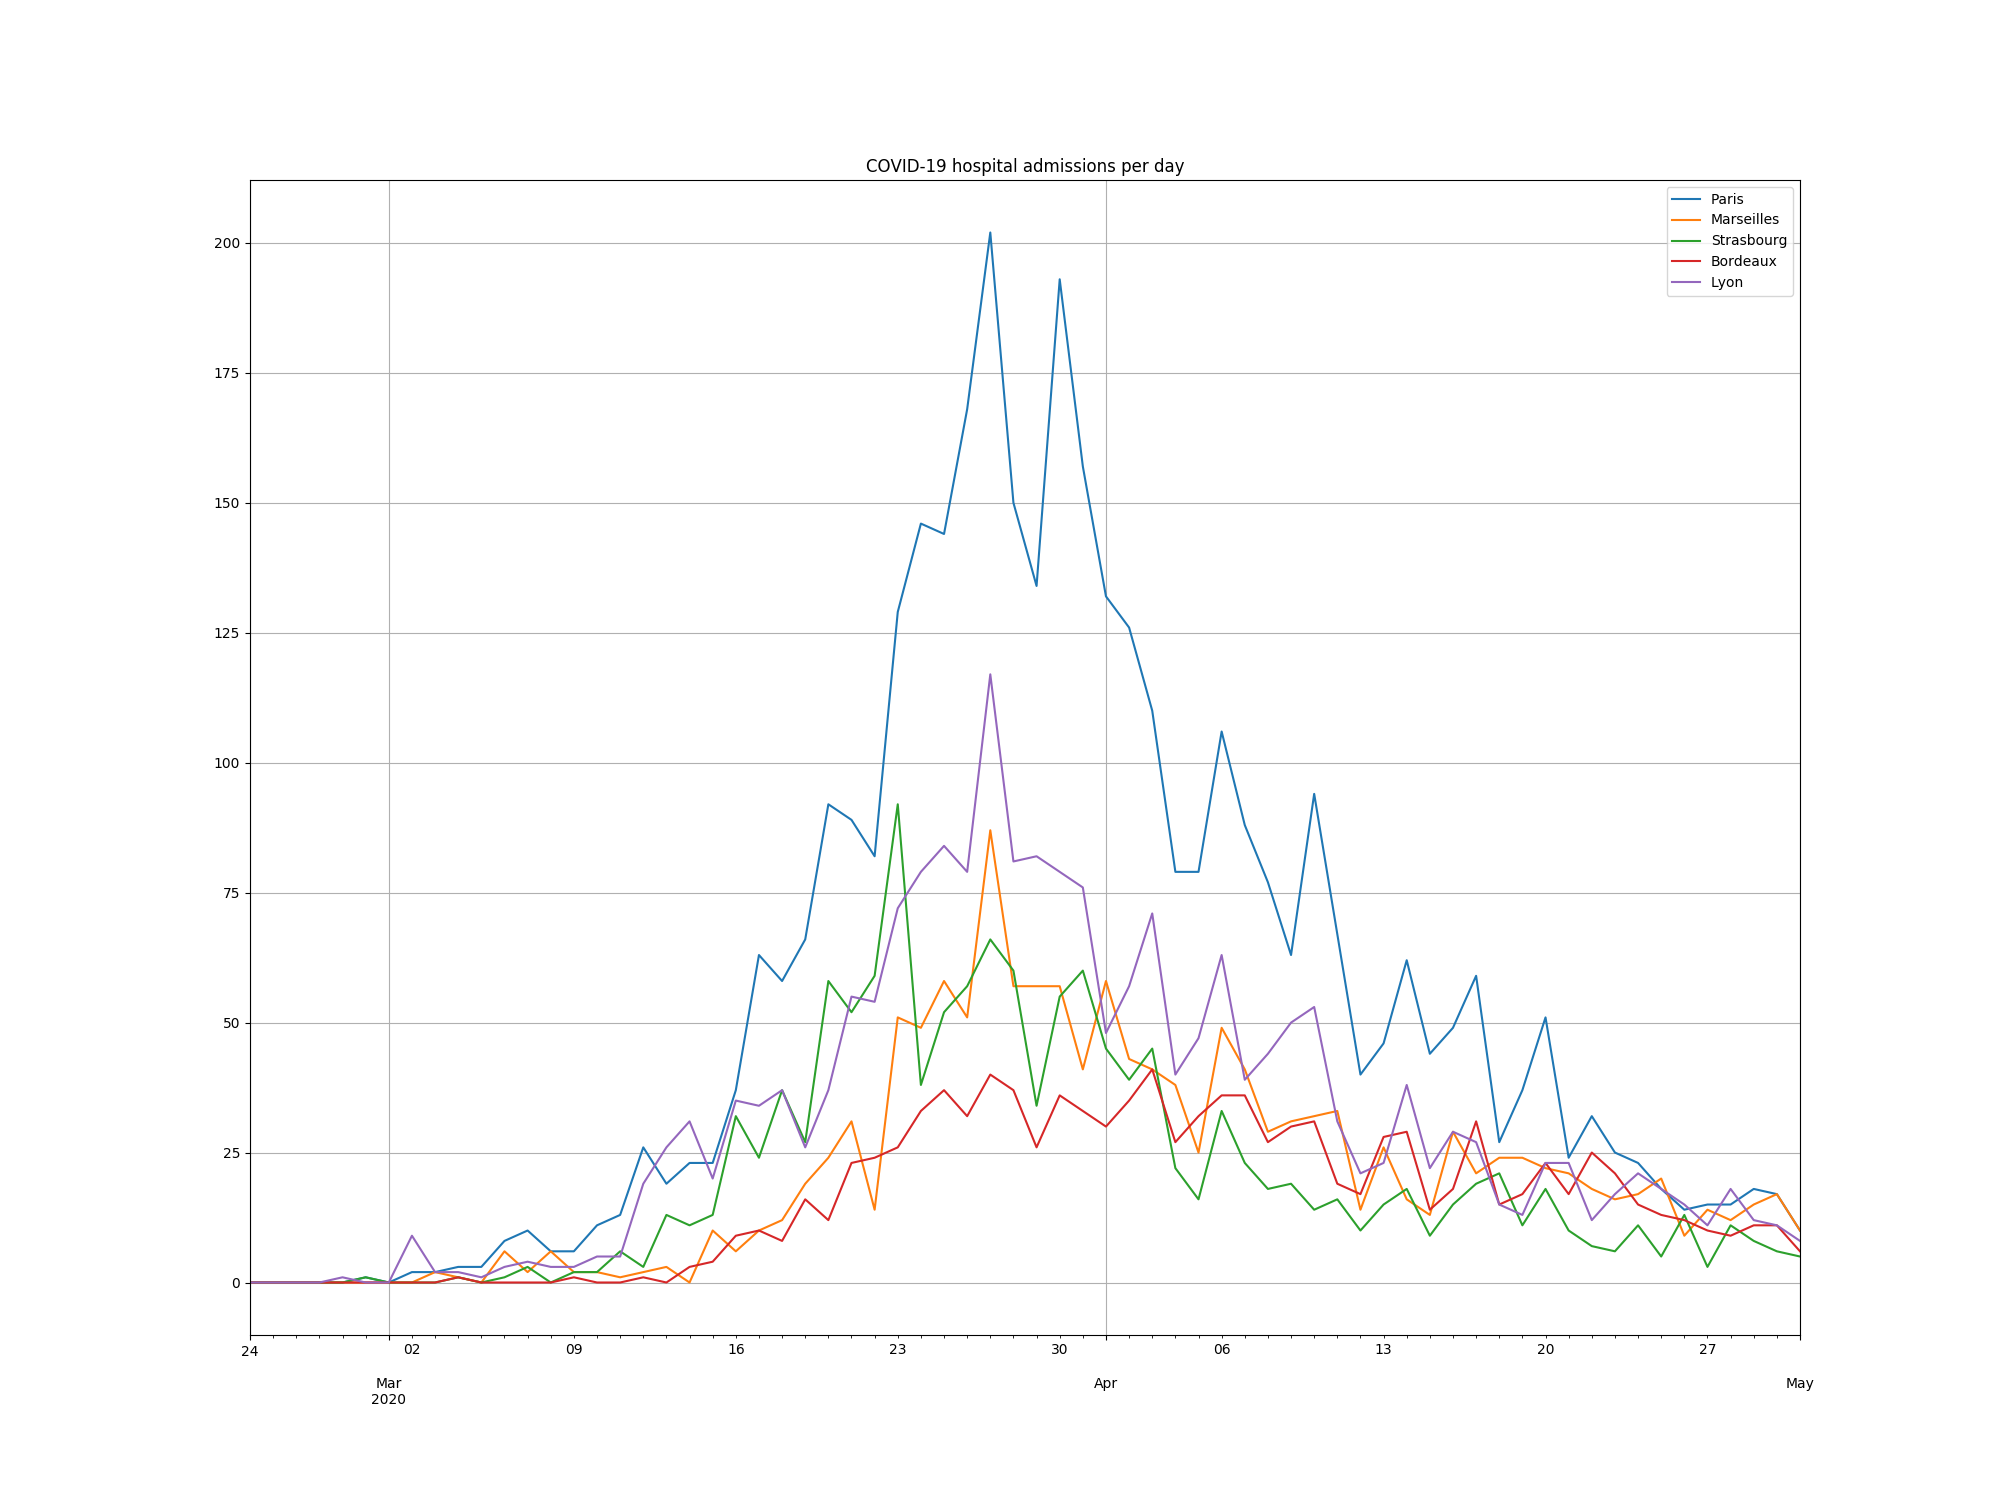 COVID-19 hospital admissions per day
Paris
Marseilles
Strasbourg
Bordeaux
Lyon
200
175
150
125
100
75
50
25
0
24 02 09 16 23 30 06 13 20 27
Mar Apr May
2020